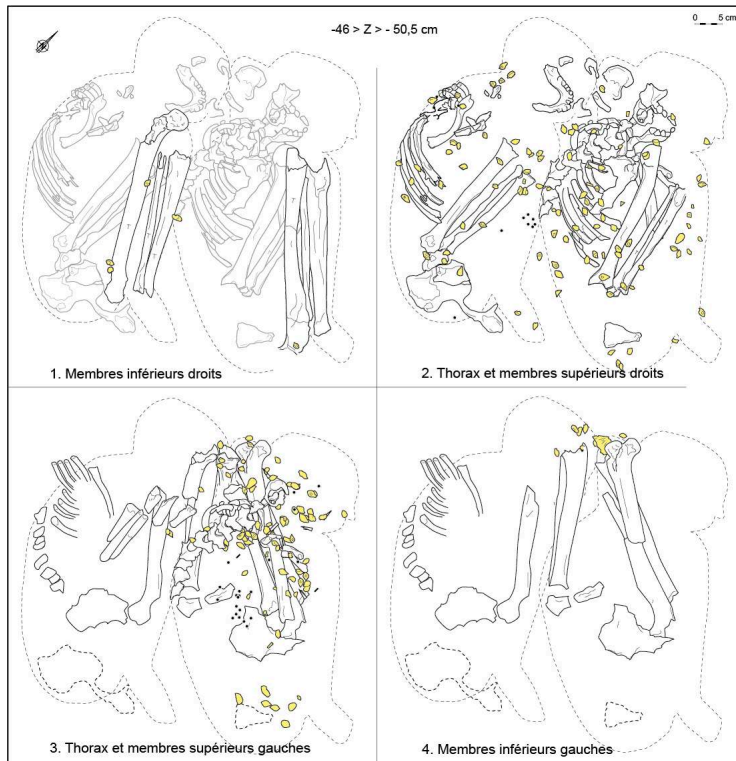 -46 > Z > - 50,5 cm
0 5 cm
1. Membres inférieurs droits
2. Thorax et membres supérieurs droits
3. Thorax et membres supérieurs gauches
4. Membres inférieurs gauches